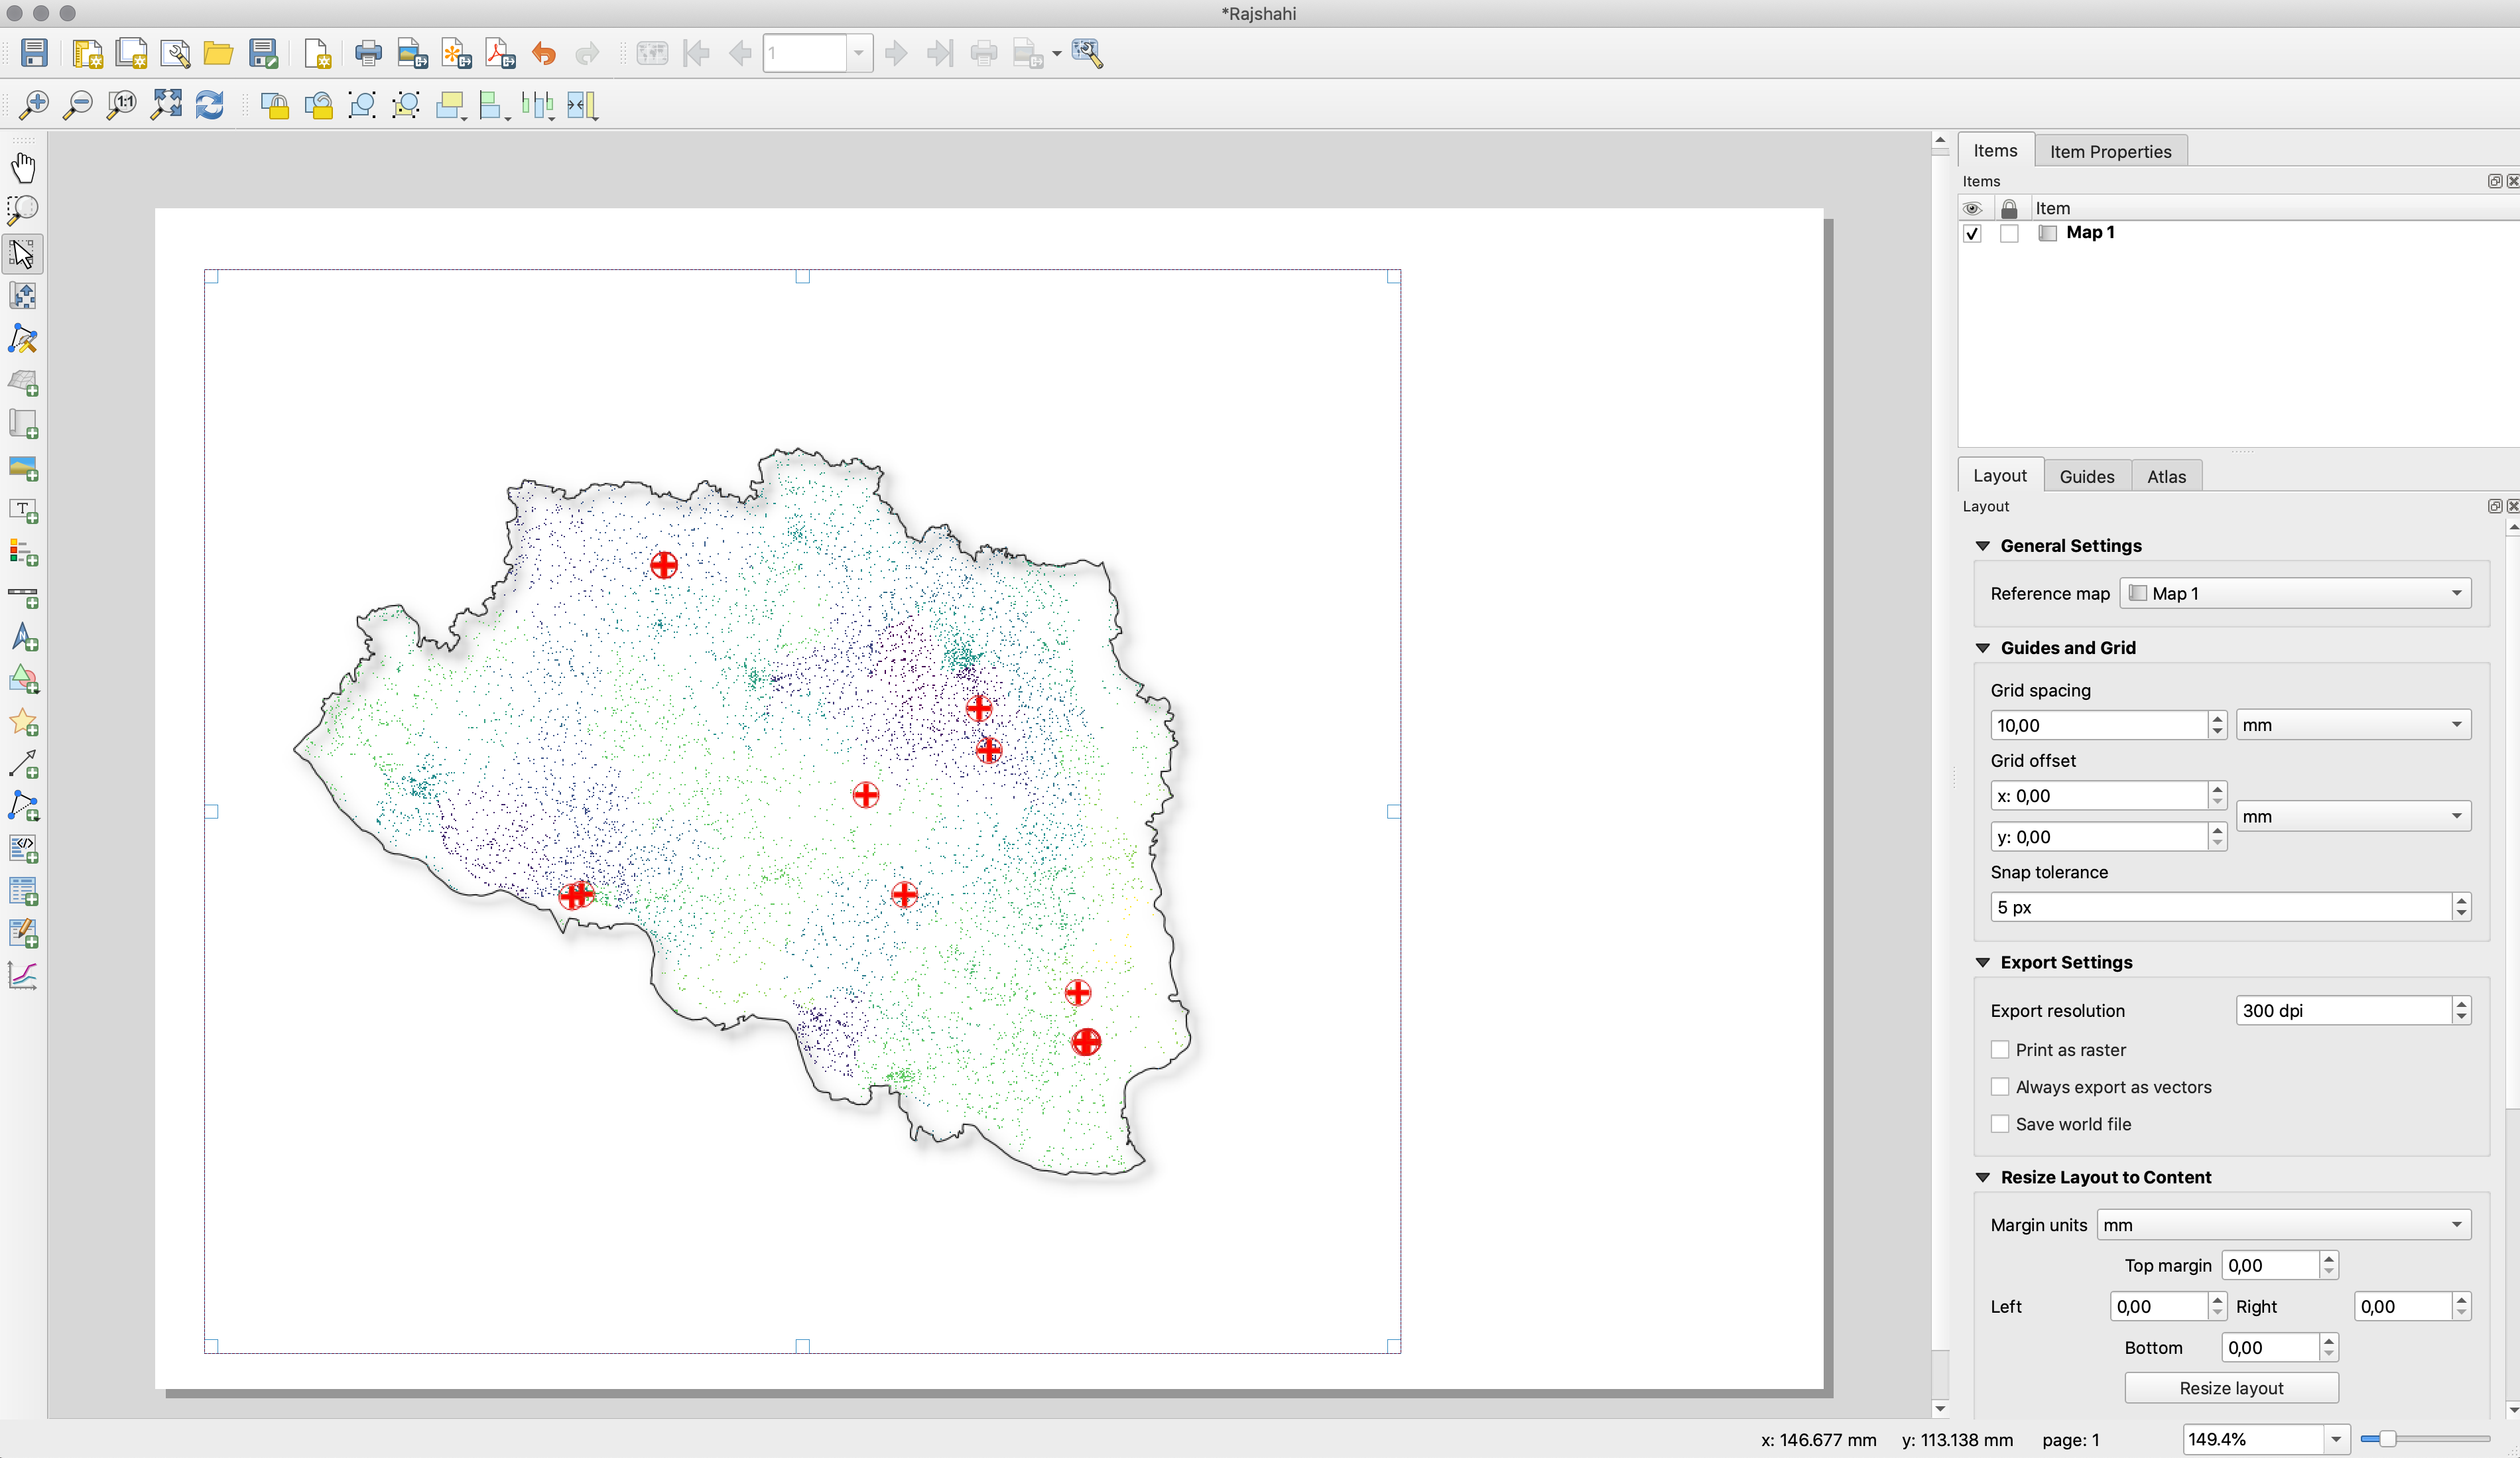 *Rajshahi
1
1:1
Items
Item Properties
Items
Item
Map 1
Layout
Guides
Atlas
Layout
General Settings
Reference map
Map 1
Guides and Grid
Grid spacing
10,00
mm
Grid offset
x: 0,00
mm
y: 0,00
Snap tolerance
5 px
Export Settings
Export resolution
300 dpi
Print as raster
Always export as vectors
Save world file
Resize Layout to Content
Margin units
mm
Top margin
0,00
Left
0,00
Right
0,00
Bottom
0,00
Resize layout
x: 146.677 mm
y: 113.138 mm
page: 1
149.4%